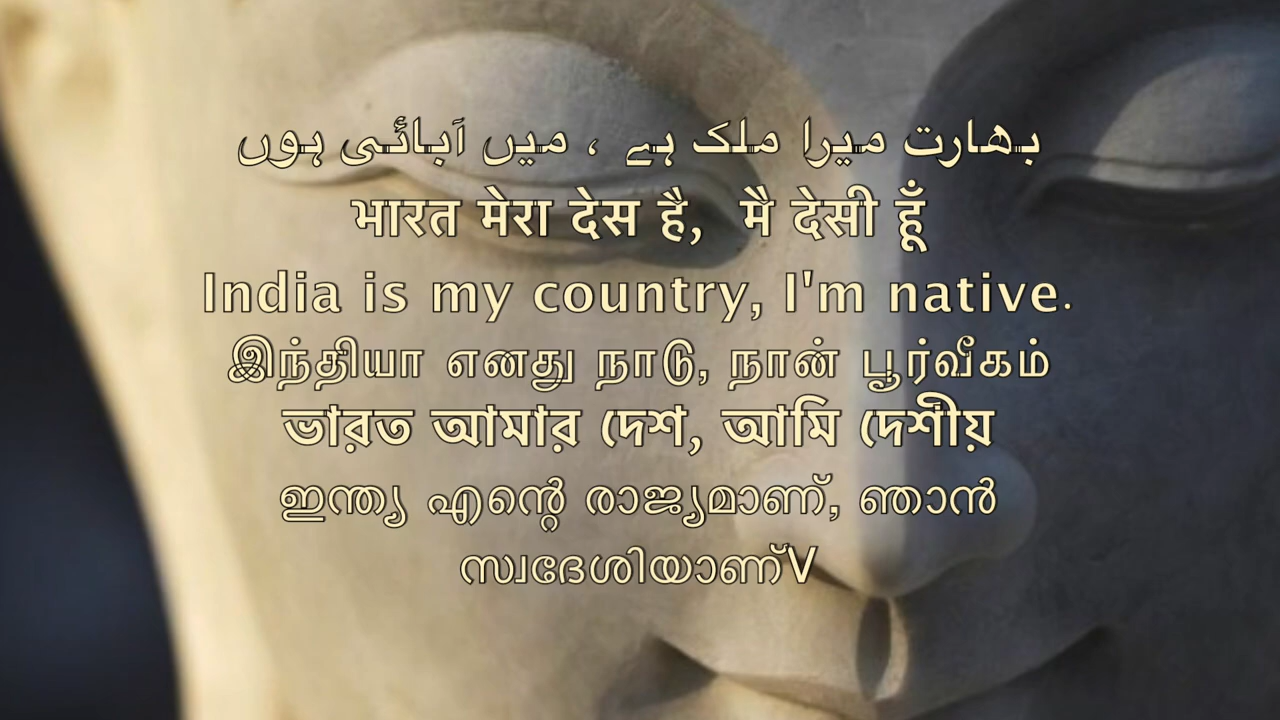 بھارت میرا ملک ہے ، میں آبائی ہوں
भारत मेरा देस है, मै देसी हूँ
India is my country, I'm native.
இந்தியா எனது நாடு, நான் பூர்வீகம்
ভারত আমার দেশ, আমি দেশীয়
ഇന്ത്യ എന്റെ രാജ്യമാണ്, ഞാൻ
സ്വദേശിയാണ്V